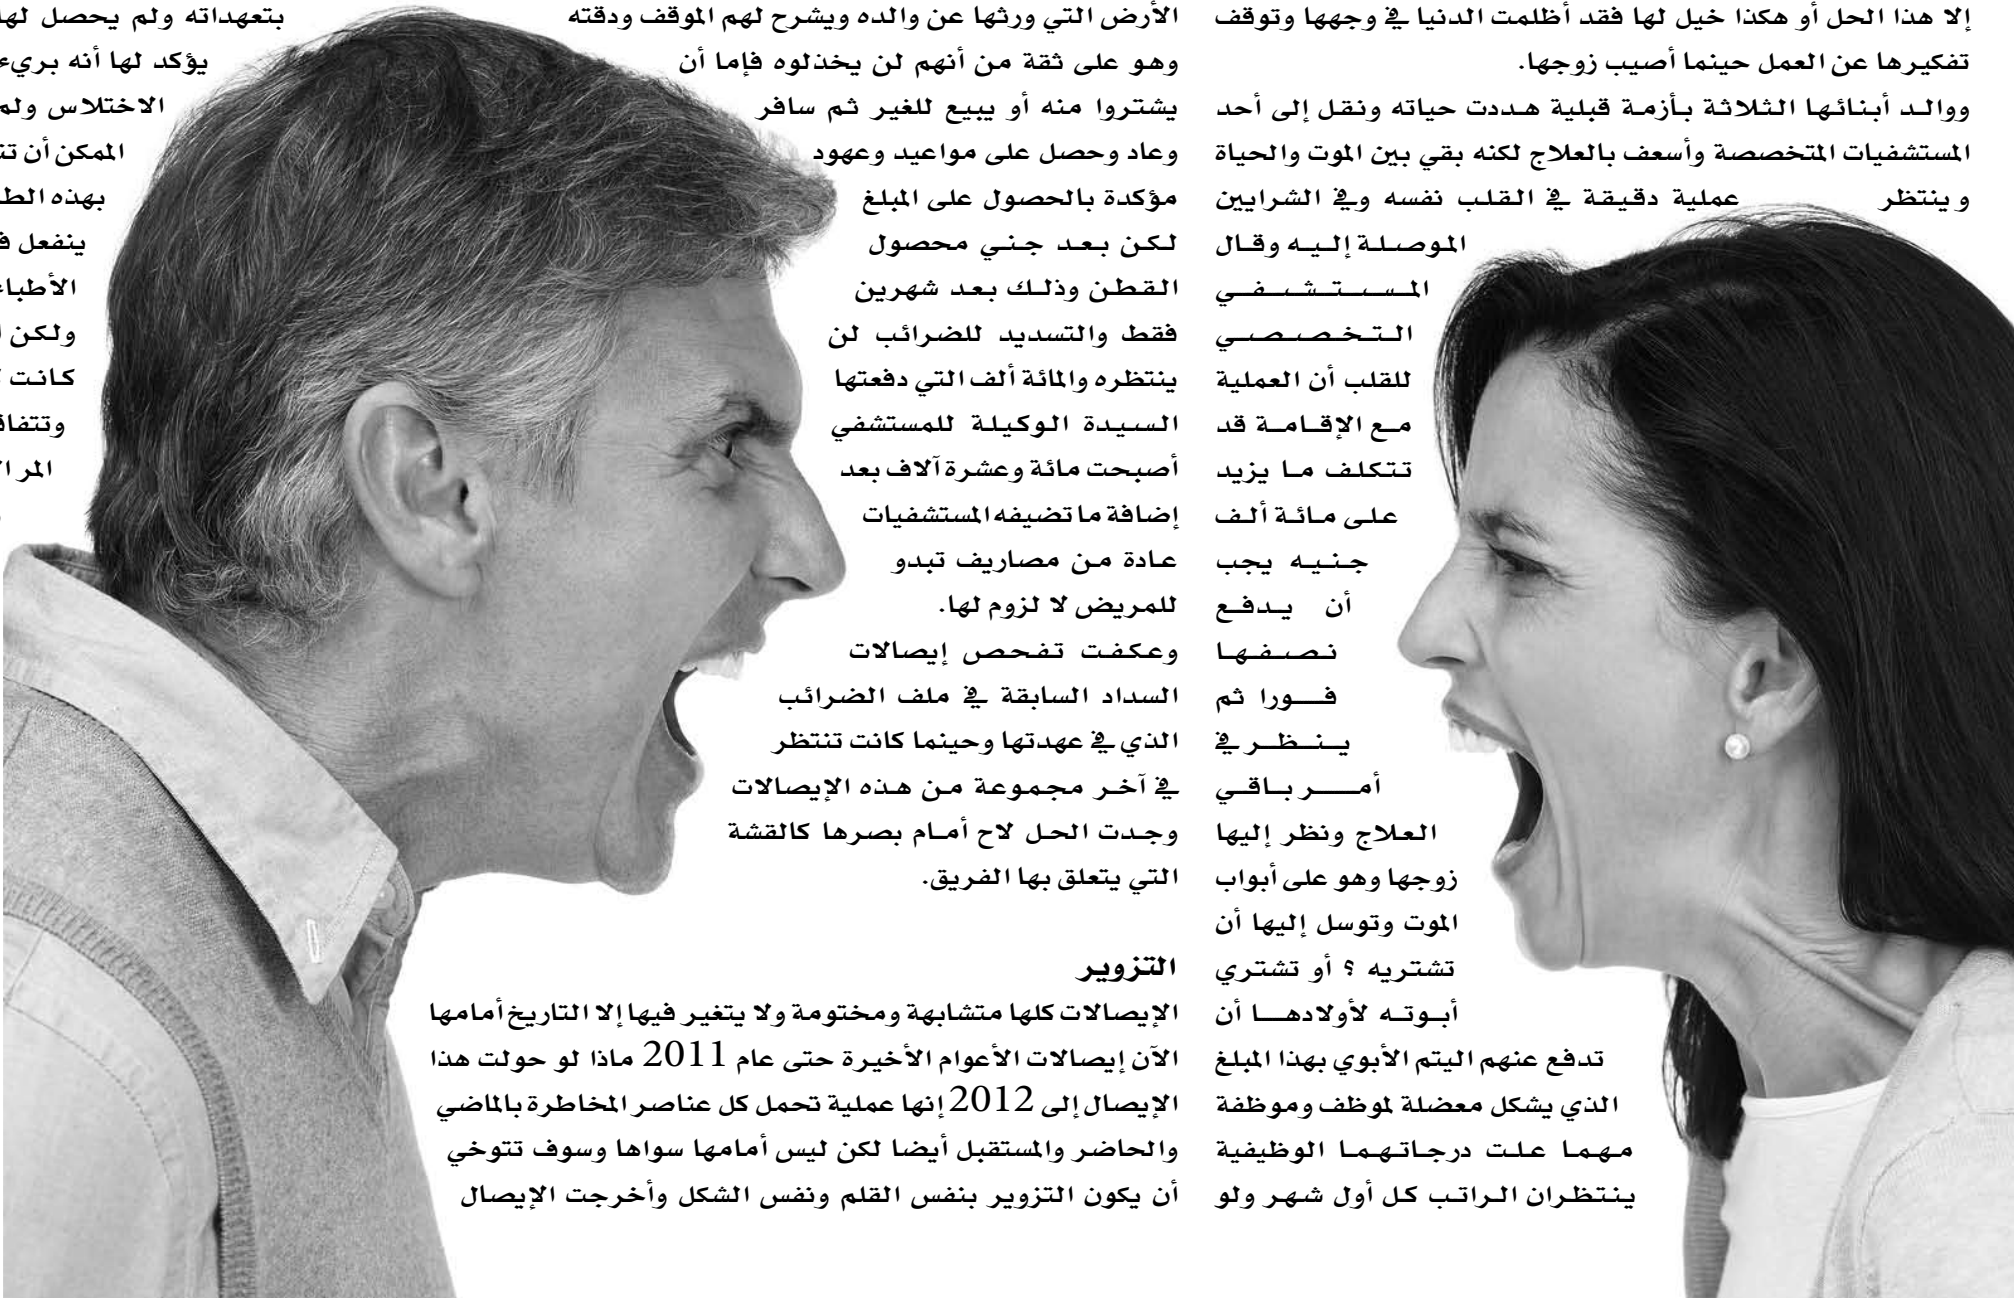 إلا هذا الحل أو هكذا خيل لها فقد أظلمت الدنيا في وجهها وتوقف
تفكيرها عن العمل حينما أصيب زوجها.
ووالد أبنائها الثلاثة بأزمة قبلية هددت حياته ونقل إلى أحد
المستشفيات المتخصصة وأسعف بالعلاج لكنه بقي بين الموت والحياة
وينتظر عملية دقيقة في القلب نفسه وفي الشرايين
الموصلة إليه وقال
المستشفي
التخصصي
للقلب أن العملية
مع الإقامة قد
تتكلف ما يزيد
على مائة ألف
جنيه يجب
أن يدفع
نصفها
فورا ثم
ينظر في
أمر باقي
العلاج ونظر إليها
زوجها وهو على أبواب
الموت وتوسل إليها أن
تشتريه ؟ أو تشتري
أبوته لأولادها أن
تدفع عنهم اليتم الأبوي بهذا المبلغ
الذي يشكل معضلة لموظف وموظفة
مهما علت درجاتهما الوظيفية
ينتظران الراتب كل أول شهر ولو
الأرض التي ورثها عن والده ويشرح لهم الموقف ودقته
وهو على ثقة من أنهم لن يخذلوه فإما أن
يشتروا منه أو يبيع للغير ثم سافر
وعاد وحصل على مواعيد وعهود
مؤكدة بالحصول على المبلغ
لكن بعد جني محصول
القطن وذلك بعد شهرين
فقط والتسديد للضرائب لن
ينتظره والمائة ألف التي دفعتها
السيدة الوكيلة للمستشفي
أصبحت مائة وعشرة آلاف بعد
إضافة ما تضيفه المستشفيات
عادة من مصاريف تبدو
للمريض لا لزوم لها.
وعكفت تفحص إيصالات
السداد السابقة في ملف الضرائب
الذي في عهدتها وحينما كانت تنتظر
في آخر مجموعة من هذه الإيصالات
وجدت الحل لاح أمام بصرها كالقشة
التي يتعلق بها الفريق.
التزوير
الإيصالات كلها متشابهة ومختومة ولا يتغير فيها إلا التاريخ أمامها
الآن إيصالات الأعوام الأخيرة حتى عام 2011 ماذا لو حولت هذا
الإيصال إلى 2012 إنها عملية تحمل كل عناصر المخاطرة بالماضي
والحاضر والمستقبل أيضا لكن ليس أمامها سواها وسوف تتوخي
أن يكون التزوير بنفس القلم ونفس الشكل وأخرجت الإيصال
بتعهداته ولم يحصل لها
يؤكد لها أنه بريء
الاختلاس ولم
الممكن أن
بهذه
ينفعل
الأطباء
ولكن
كانت
المر